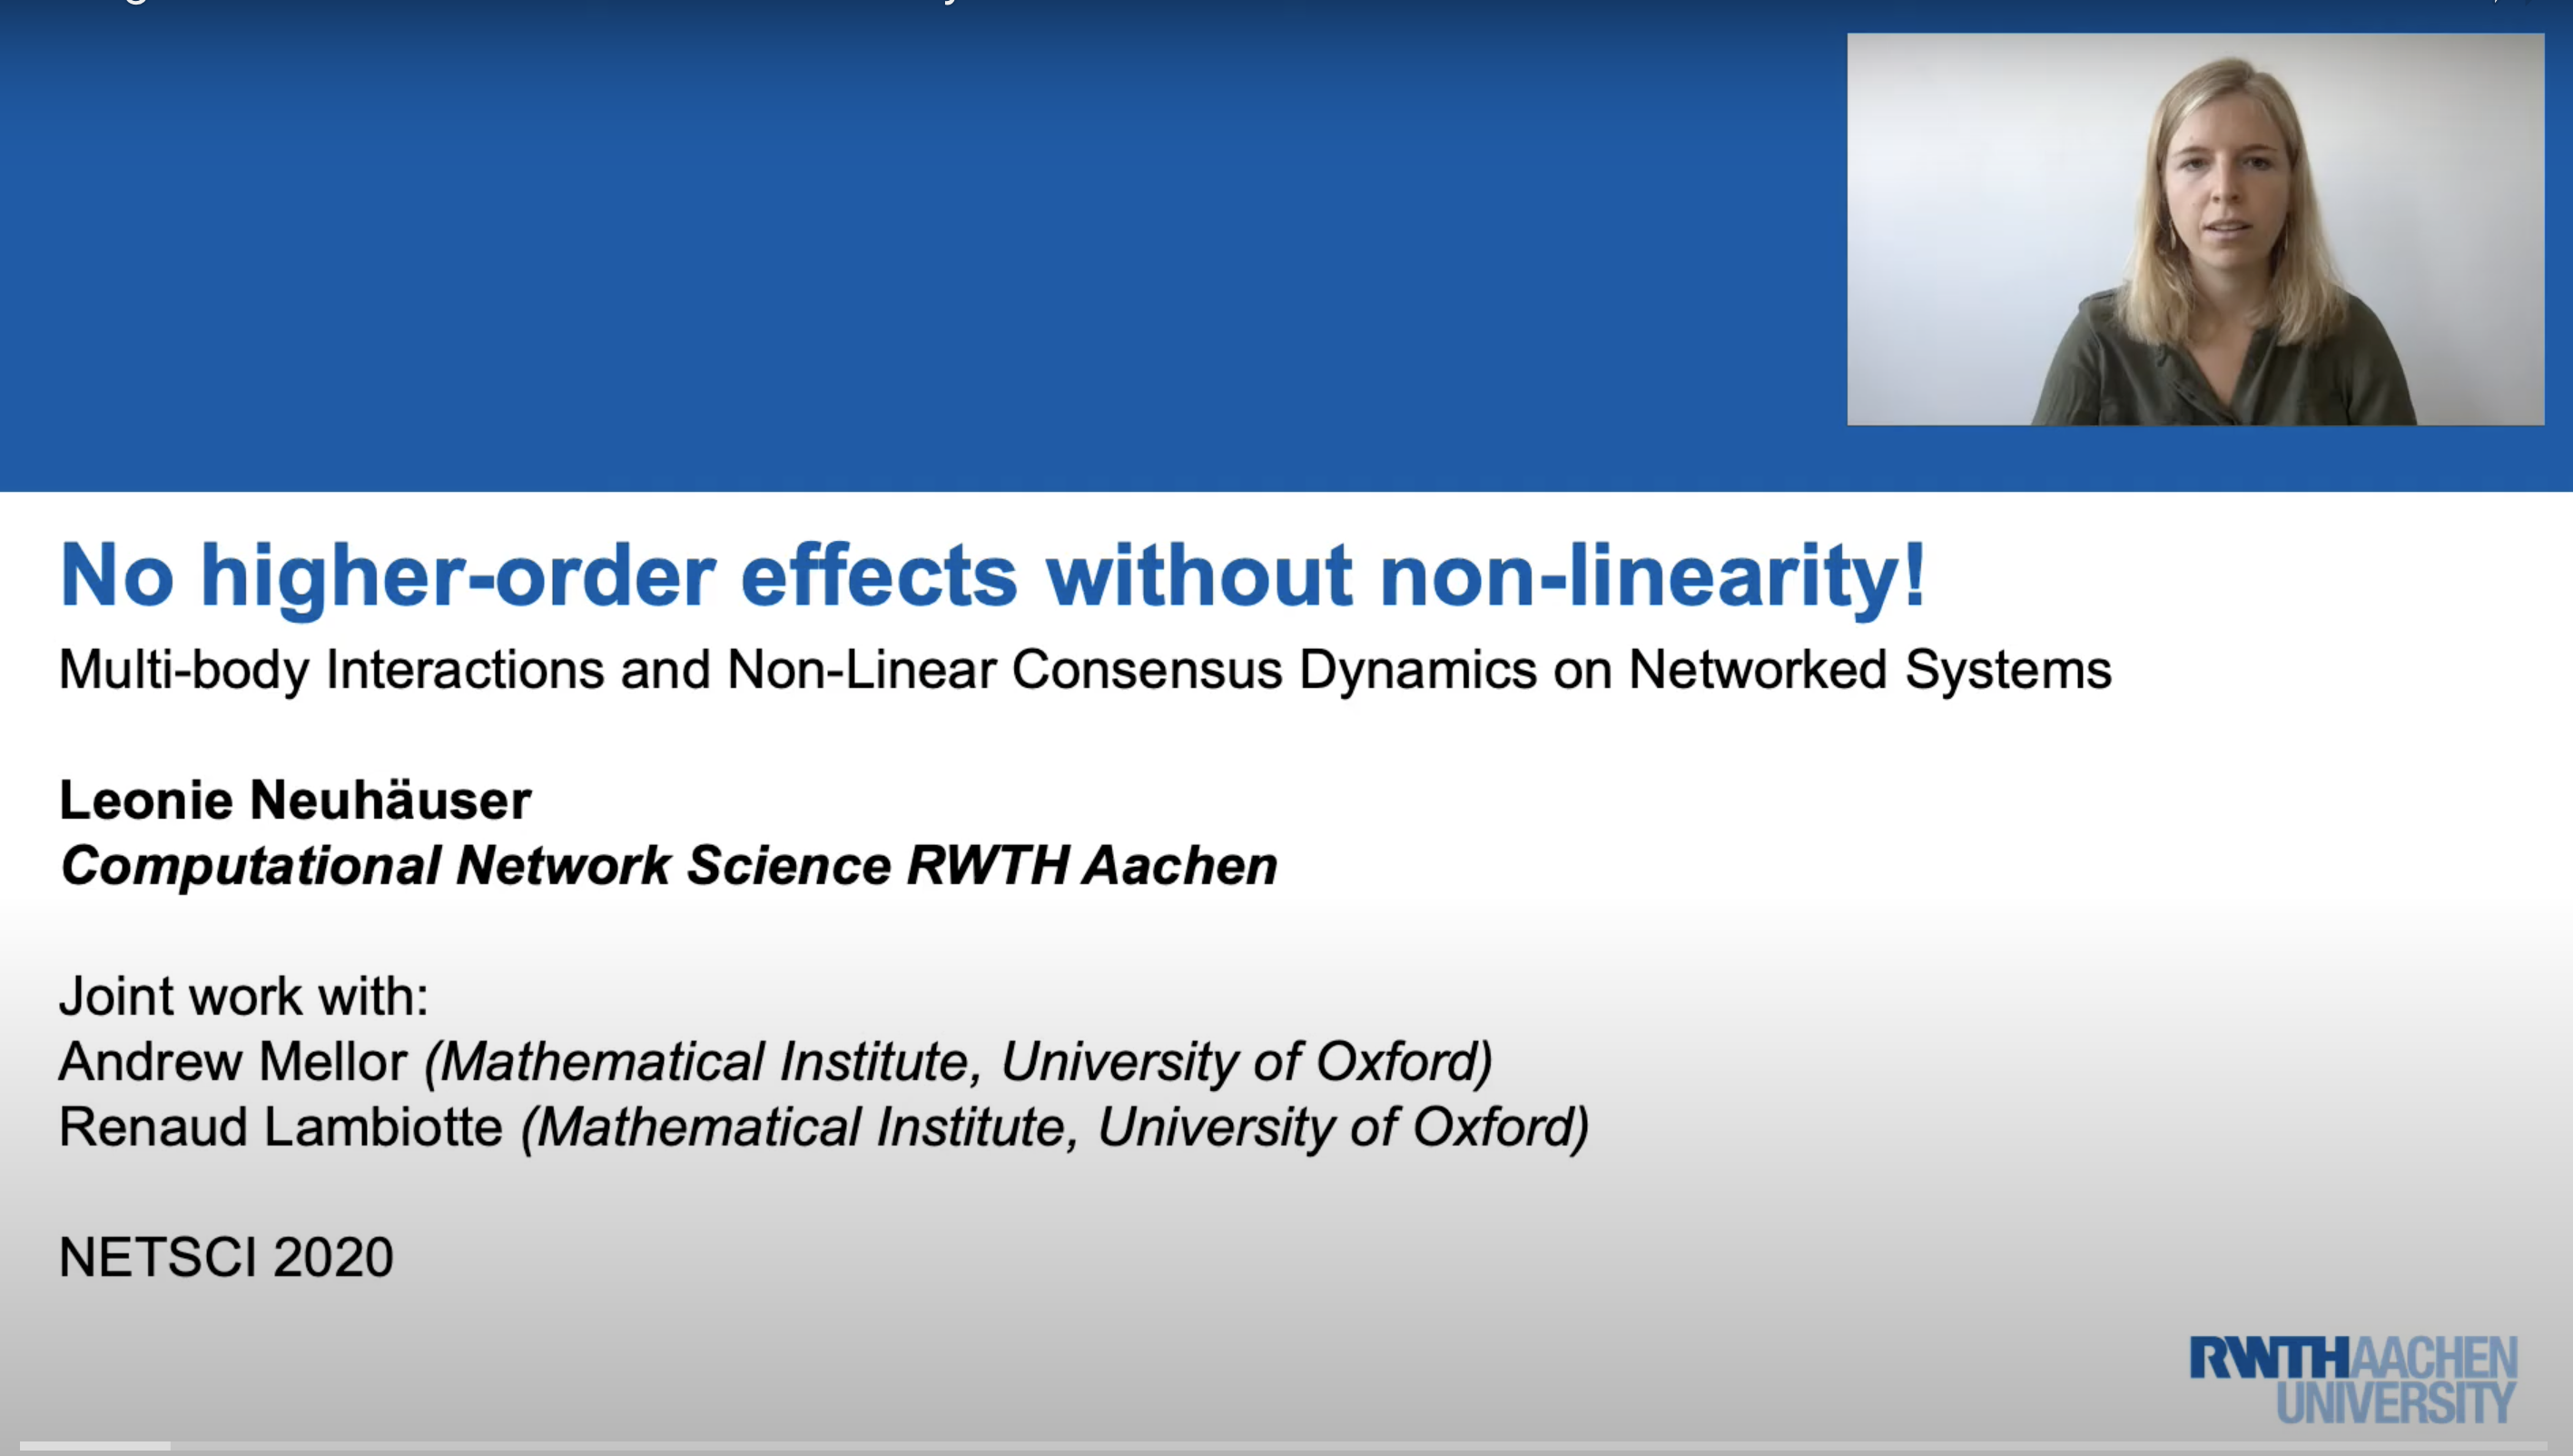 No higher-order effects without non-linearity!
Multi-body Interactions and Non-Linear Consensus Dynamics on Networked Systems
Leonie Neuhäuser
Computational Network Science RWTH Aachen
Joint work with:
Andrew Mellor (Mathematical Institute, University of Oxford)
Renaud Lambiotte (Mathematical Institute, University of Oxford)
NETSCI 2020
RWTHAACHEN
UNIVERSITY